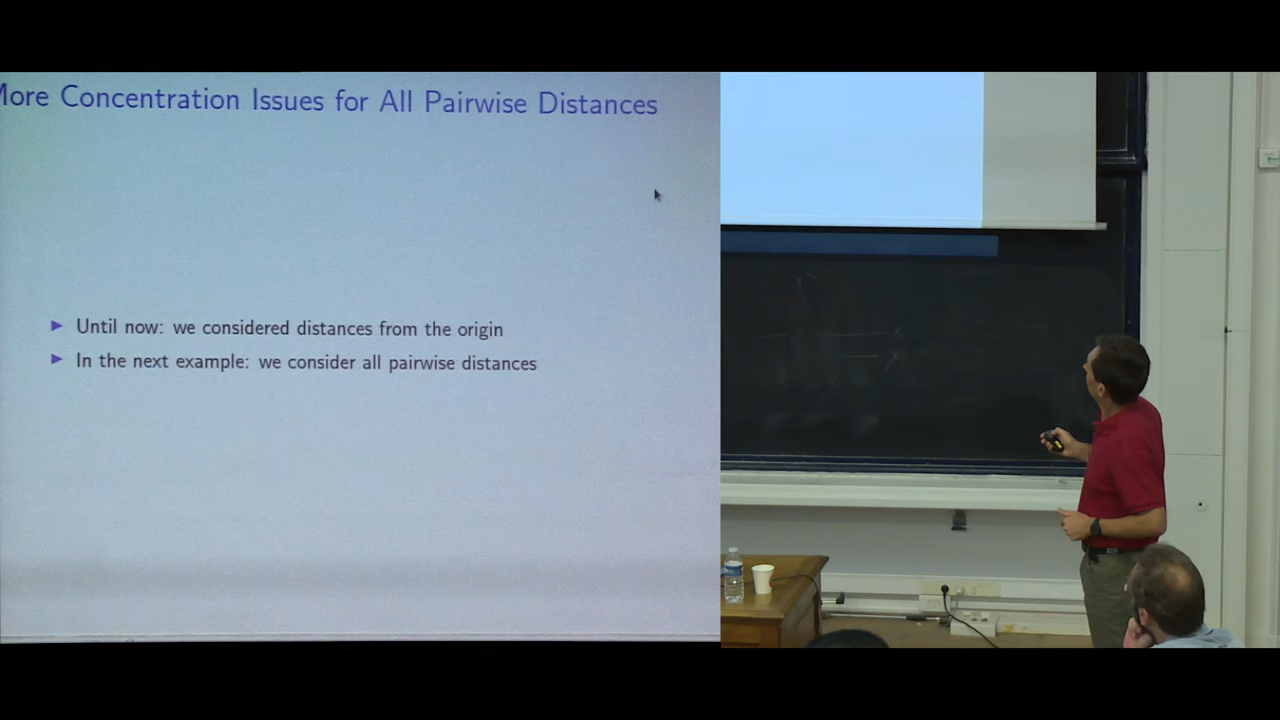 More Concentration Issues for All Pairwise Distances
Until now: we considered distances from the origin
In the next example: we consider all pairwise distances